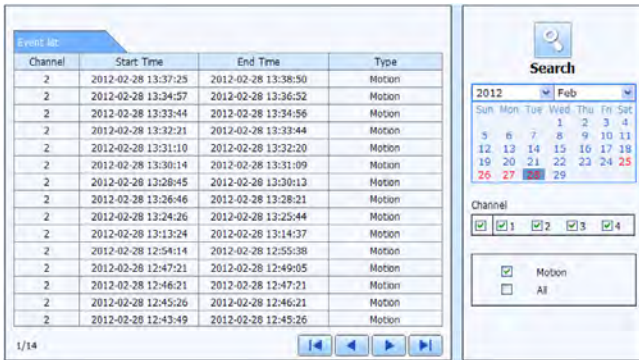 Event list
Channel Start Time End Time Type
2 2012-02-28 13:37:25 2012-02-28 13:38:50 Motion
2 2012-02-28 13:34:57 2012-02-28 13:36:52 Motion
2 2012-02-28 13:33:44 2012-02-28 13:34:56 Motion
2 2012-02-28 13:32:21 2012-02-28 13:33:44 Motion
2 2012-02-28 13:31:10 2012-02-28 13:32:20 Motion
2 2012-02-28 13:30:14 2012-02-28 13:31:09 Motion
2 2012-02-28 13:28:45 2012-02-28 13:30:13 Motion
2 2012-02-28 13:26:46 2012-02-28 13:28:21 Motion
2 2012-02-28 13:24:26 2012-02-28 13:25:44 Motion
2 2012-02-28 13:13:24 2012-02-28 13:14:37 Motion
2 2012-02-28 12:54:14 2012-02-28 12:55:38 Motion
2 2012-02-28 12:47:21 2012-02-28 12:49:05 Motion
2 2012-02-28 12:46:21 2012-02-28 12:47:21 Motion
2 2012-02-28 12:45:26 2012-02-28 12:46:21 Motion
2 2012-02-28 12:43:49 2012-02-28 12:45:26 Motion
1/14
Search
2012 Feb
Sun Mon Tue Wed Thu Fri Sat
1 2 3 4
5 6 7 8 9 10 11
12 13 14 15 16 17 18
19 20 21 22 23 24 25
26 27 28 29
Channel
1 2 3 4
Motion
All